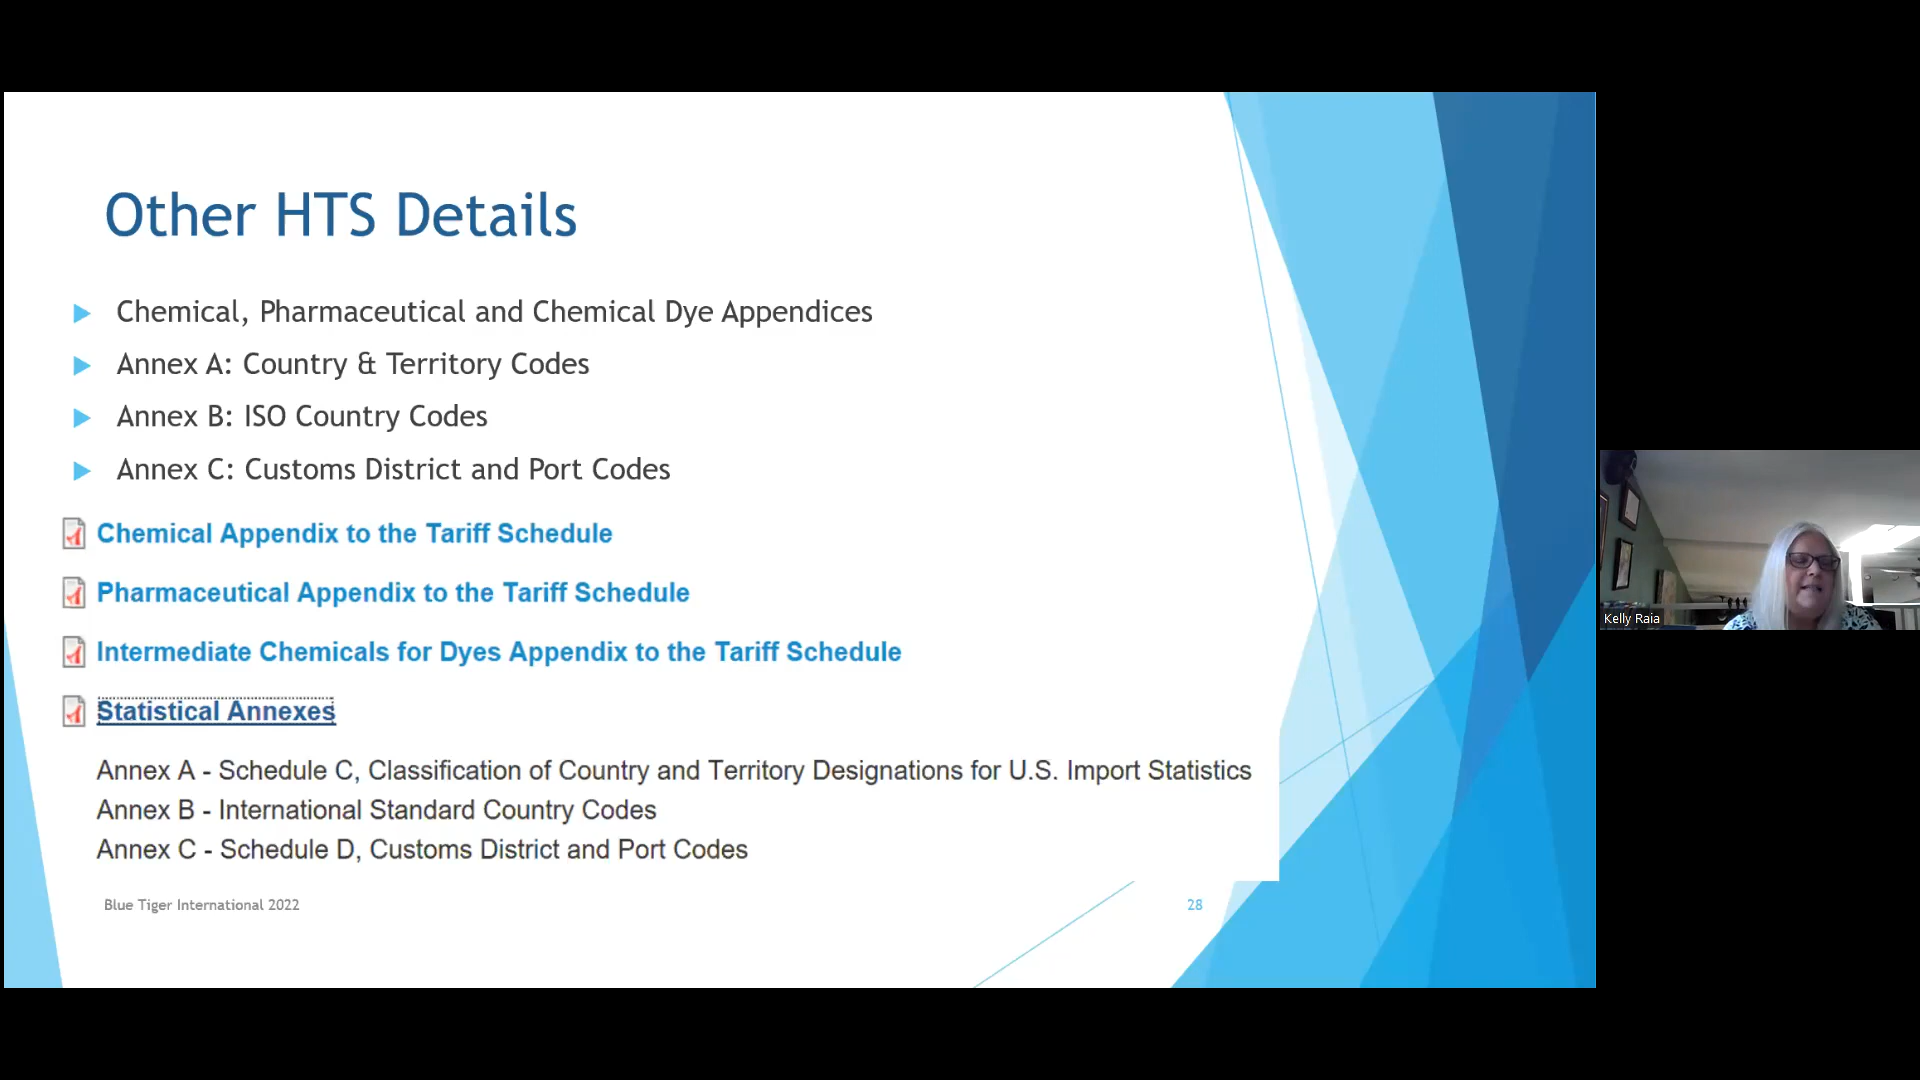 Other HTS Details
Chemical, Pharmaceutical and Chemical Dye Appendices
Annex A: Country & Territory Codes
Annex B: ISO Country Codes
Annex C: Customs District and Port Codes
Chemical Appendix to the Tariff Schedule
Pharmaceutical Appendix to the Tariff Schedule
Intermediate Chemicals for Dyes Appendix to the Tariff Schedule
Statistical Annexes
Annex A - Schedule C, Classification of Country and Territory Designations for U.S. Import Statistics
Annex B - International Standard Country Codes
Annex C - Schedule D, Customs District and Port Codes
Blue Tiger International 2022
28
Kelly Raia